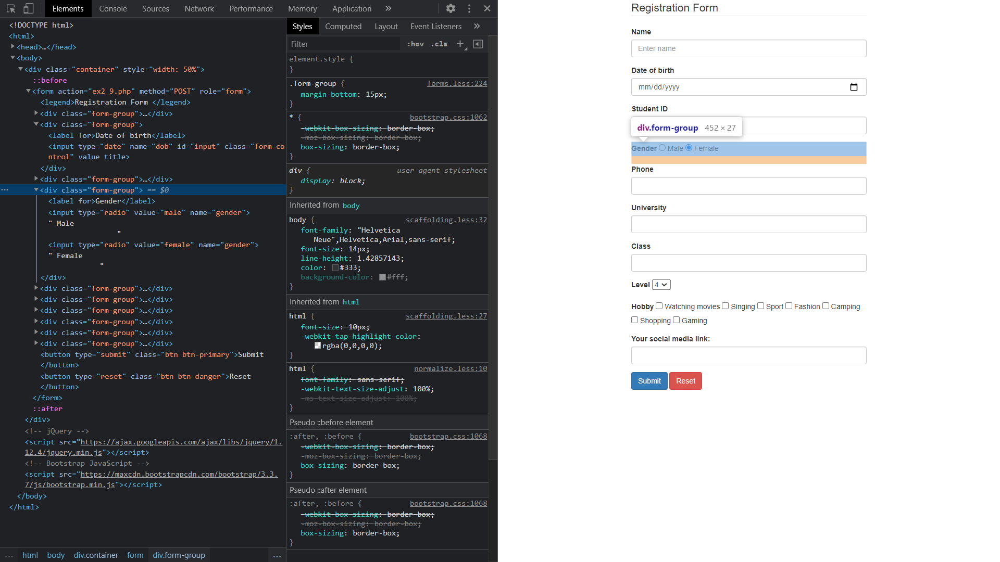 Elements Console Sources Network Performance Memory Application »
<!DOCTYPE html>
<html>
<head>…</head>
<body>
<div class="container" style="width: 50%">
::before
<form action="ex2_9.php" method="POST" role="form">
<legend>Registration Form </legend>
<div class="form-group">…</div>
<div class="form-group">
<label for>Date of birth</label>
<input type="date" name="dob" id="input" class="form-co
ntrol" value title>
</div>
<div class="form-group">…</div>
… <div class="form-group"> == $0
<label for>Gender</label>
<input type="radio" value="male" name="gender">
" Male
"
<input type="radio" value="female" name="gender">
" Female
"
</div>
<div class="form-group">…</div>
<div class="form-group">…</div>
<div class="form-group">…</div>
<div class="form-group">…</div>
<div class="form-group">…</div>
<div class="form-group">…</div>
<button type="submit" class="btn btn-primary">Submit
</button>
<button type="reset" class="btn btn-danger">Reset
</button>
</form>
::after
</div>
<!-- jQuery -->
<script src="https://ajax.googleapis.com/ajax/libs/jquery/1.
12.4/jquery.min.js"></script>
<!-- Bootstrap JavaScript -->
<script src="https://maxcdn.bootstrapcdn.com/bootstrap/3.3.
7/js/bootstrap.min.js"></script>
</body>
</html>
… html body div.container form div.form-group …
Styles Computed Layout Event Listeners »
Filter :hov .cls +
element.style {
}
.form-group { forms.less:224
margin-bottom: 15px;
}
* { bootstrap.css:1062
-webkit-box-sizing: border-box;
-moz-box-sizing: border-box;
box-sizing: border-box;
}
div { user agent stylesheet
display: block;
}
Inherited from body
body { scaffolding.less:32
font-family: "Helvetica
Neue",Helvetica,Arial,sans-serif;
font-size: 14px;
line-height: 1.42857143;
color: #333;
background-color: #fff;
}
Inherited from html
html { scaffolding.less:27
font-size: 10px;
-webkit-tap-highlight-color:
rgba(0,0,0,0);
}
html { normalize.less:10
font-family: sans-serif;
-webkit-text-size-adjust: 100%;
-ms-text-size-adjust: 100%;
}
Pseudo ::before element
:after, :before { bootstrap.css:1068
-webkit-box-sizing: border-box;
-moz-box-sizing: border-box;
box-sizing: border-box;
}
Pseudo ::after element
:after, :before { bootstrap.css:1068
-webkit-box-sizing: border-box;
-moz-box-sizing: border-box;
box-sizing: border-box;
}
Registration Form
Name
Enter name
Date of birth
mm/dd/yyyy
Student ID
div.form-group 452 × 27
Gender Male Female
Phone
University
Class
Level 4
Hobby Watching movies Singing Sport Fashion Camping
Shopping Gaming
Your social media link:
Submit Reset